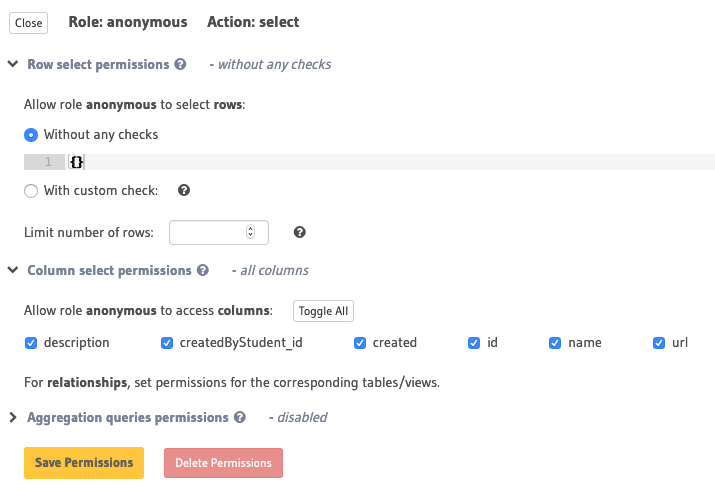 Close Role: anonymous Action: select
Row select permissions ? - without any checks
Allow role anonymous to select rows:
Without any checks
1 {}
With custom check: ?
Limit number of rows: ?
Column select permissions ? - all columns
Allow role anonymous to access columns: Toggle All
description createdByStudent_id created id name url
For relationships, set permissions for the corresponding tables/views.
Aggregation queries permissions ? - disabled
Save Permissions Delete Permissions